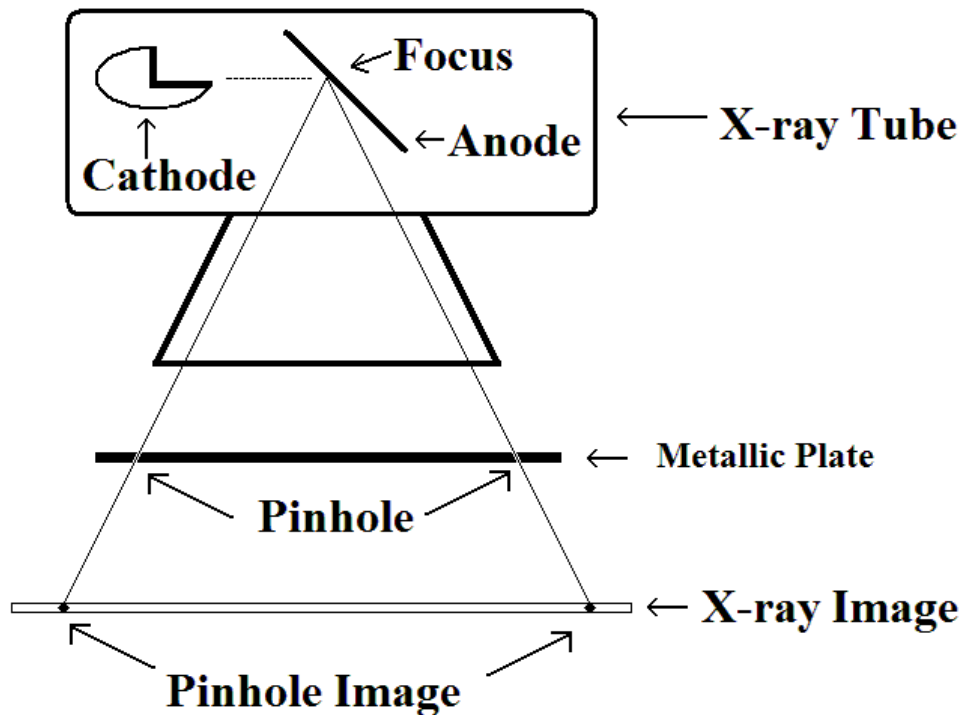 Focus
X-ray Tube
Anode
Cathode
Metallic Plate
Pinhole
X-ray Image
Pinhole Image